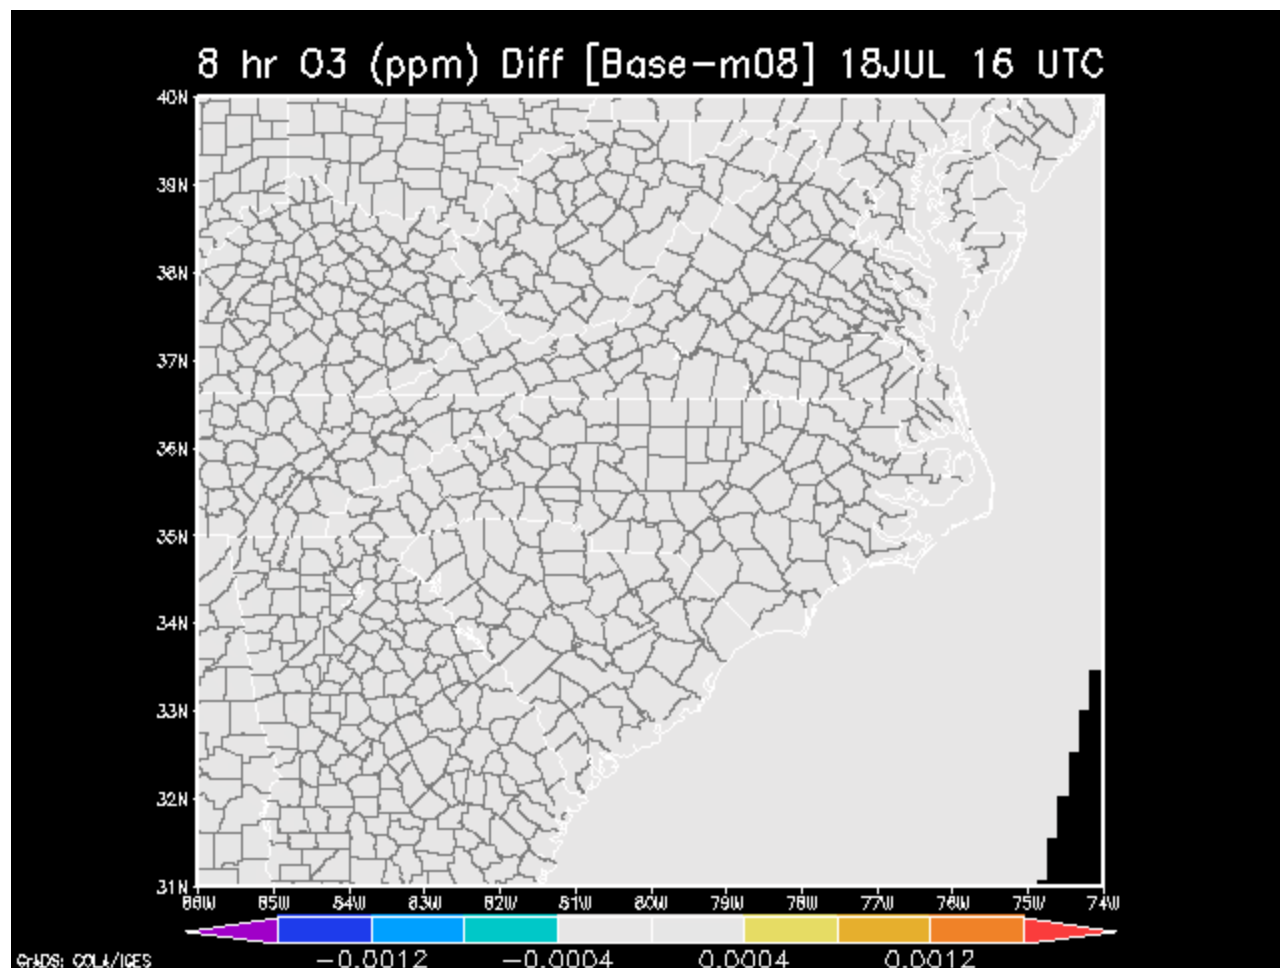 8 hr O3 (ppm) Diff [Base-m08] 18JUL 16 UTC
40N
39N
38N
37N
36N
35N
34N
33N
32N
31N
86W 85W 84W 83W 82W 81W 80W 79W 78W 77W 76W 75W 74W
-0.0012 -0.0004 0.0004 0.0012
GrADS: COLA/IGES